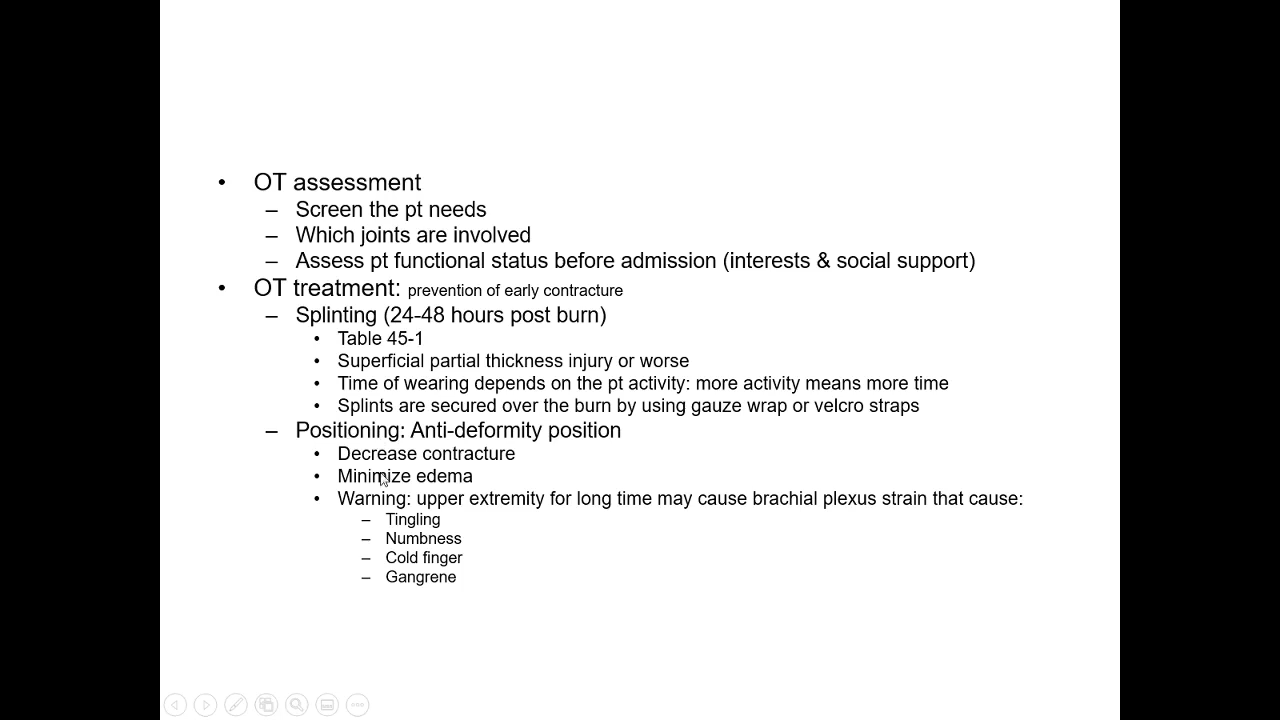 • OT assessment
– Screen the pt needs
– Which joints are involved
– Assess pt functional status before admission (interests & social support)
• OT treatment: prevention of early contracture
– Splinting (24-48 hours post burn)
• Table 45-1
• Superficial partial thickness injury or worse
• Time of wearing depends on the pt activity: more activity means more time
• Splints are secured over the burn by using gauze wrap or velcro straps
– Positioning: Anti-deformity position
• Decrease contracture
• Minimize edema
• Warning: upper extremity for long time may cause brachial plexus strain that cause:
– Tingling
– Numbness
– Cold finger
– Gangrene